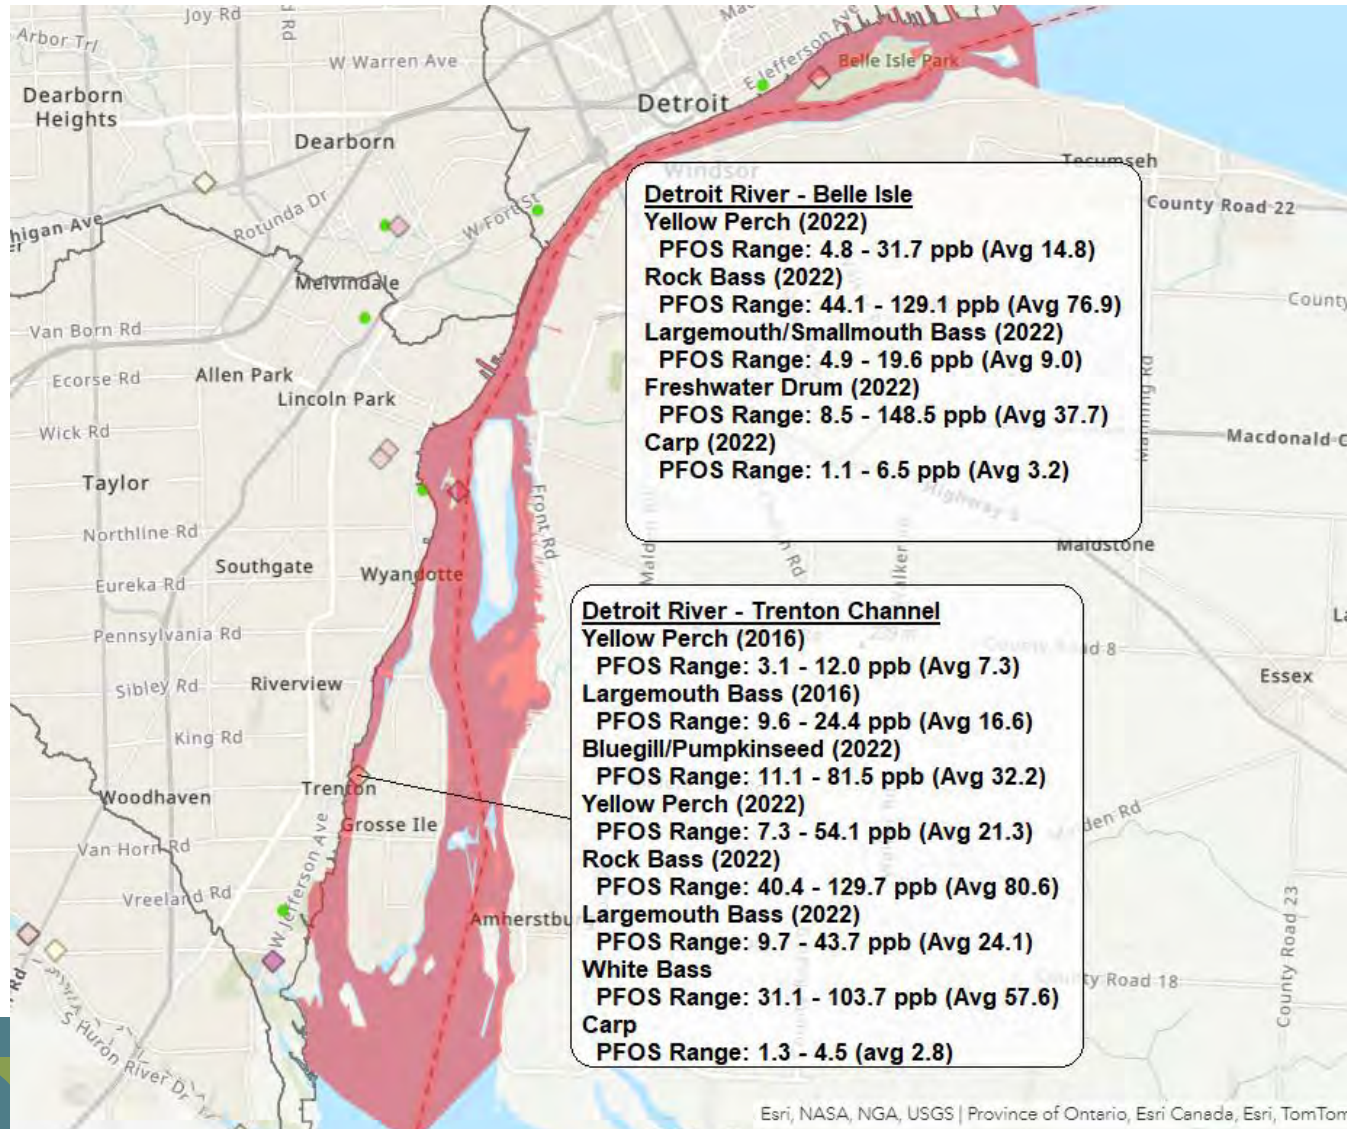 Joy Rd
Arbor Trl
W Warren Ave
E Jefferson Ave
Belle Isle Park
Dearborn
Heights
Detroit
Dearborn
Windsor
Tecumseh
Rotunda Dr
W Fort St
higan Ave
County Road 22
Melvindale
County
Van Born Rd
Ecorse Rd
Allen Park
Lincoln Park
Manning Rd
Wick Rd
Macdonald C
Taylor
Front Rd
Highway 3
Northline Rd
Maidstone
Southgate
Wyandotte
Eureka Rd
Malden Rd
Pennsylvania Rd
County Road 8
Sibley Rd
Riverview
Essex
King Rd
Trenton
Woodhaven
Grosse Ile
Van Horn Rd
Vreeland Rd
W Jefferson Ave
Amherstbu
County Road 23
S Huron River Dr
Detroit River - Belle Isle
Yellow Perch (2022)
PFOS Range: 4.8 - 31.7 ppb (Avg 14.8)
Rock Bass (2022)
PFOS Range: 44.1 - 129.1 ppb (Avg 76.9)
Largemouth/Smallmouth Bass (2022)
PFOS Range: 4.9 - 19.6 ppb (Avg 9.0)
Freshwater Drum (2022)
PFOS Range: 8.5 - 148.5 ppb (Avg 37.7)
Carp (2022)
PFOS Range: 1.1 - 6.5 ppb (Avg 3.2)
Detroit River - Trenton Channel
Yellow Perch (2016)
PFOS Range: 3.1 - 12.0 ppb (Avg 7.3)
Largemouth Bass (2016)
PFOS Range: 9.6 - 24.4 ppb (Avg 16.6)
Bluegill/Pumpkinseed (2022)
PFOS Range: 11.1 - 81.5 ppb (Avg 32.2)
Yellow Perch (2022)
PFOS Range: 7.3 - 54.1 ppb (Avg 21.3)
Rock Bass (2022)
PFOS Range: 40.4 - 129.7 ppb (Avg 80.6)
Largemouth Bass (2022)
PFOS Range: 9.7 - 43.7 ppb (Avg 24.1)
White Bass
PFOS Range: 31.1 - 103.7 ppb (Avg 57.6)
Carp
PFOS Range: 1.3 - 4.5 (avg 2.8)
ty Road 18
Esri, NASA, NGA, USGS | Province of Ontario, Esri Canada, Esri, TomTom